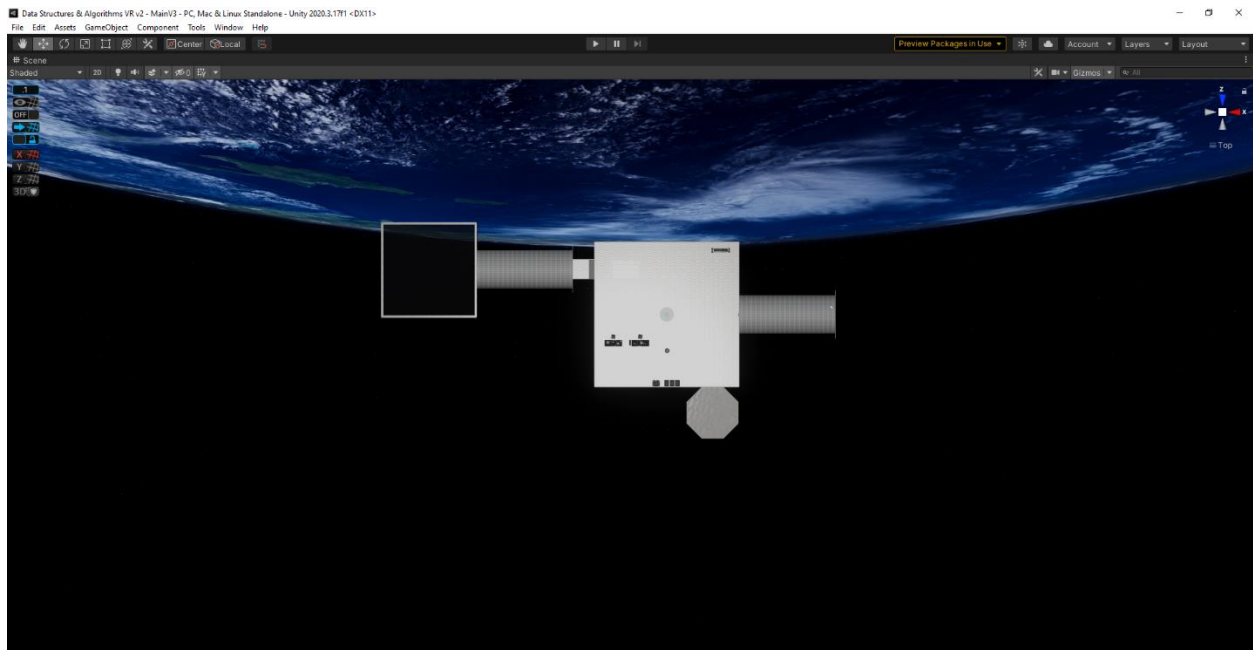 Data Structures & Algorithms VR v2 - MainV3 - PC, Mac & Linux Standalone - Unity 2020.3.17f1 <DX11>
File Edit Assets GameObject Component Tools Window Help
Center Local Preview Packages in Use Account Layers Layout
# Scene
Shaded 2D 0 Gizmos All
.1
OFF
X
Y
Z
3D
z
x
Top